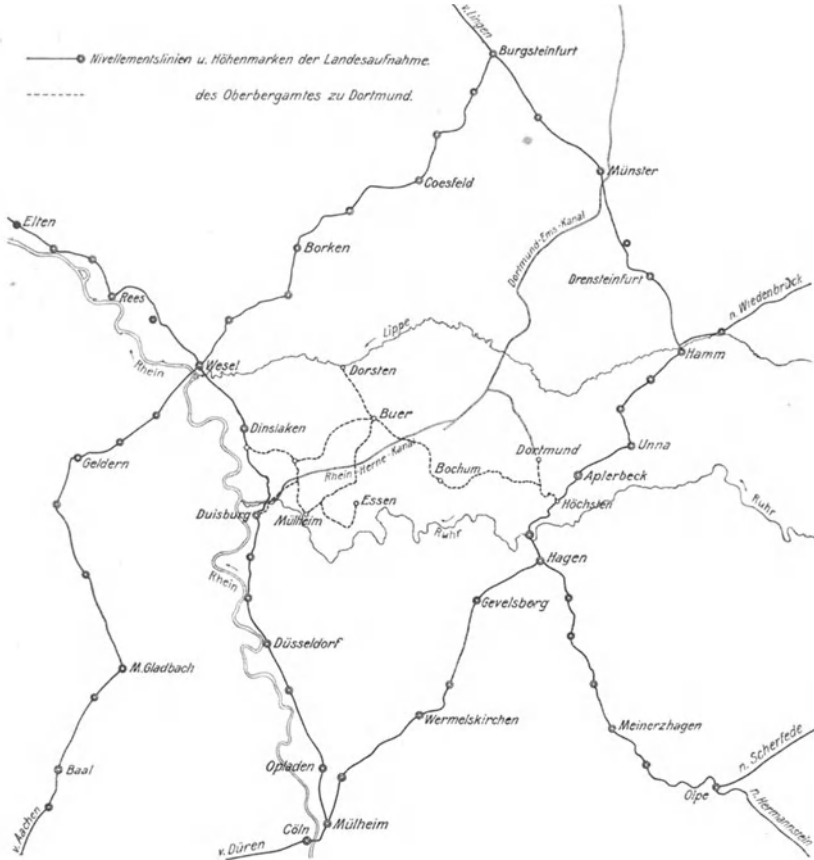 v. Lingen
Burgsteinfurt
Nivellementslinien u. Höhenmarken der Landesaufnahme.
des Oberbergamtes zu Dortmund.
Münster
Coesfeld
Elten
Borken
Dortmund-Ems-Kanal
Drensteinfurt
Rees
n. Wiedenbrück
Lippe
Rhein
Wesel
Hamm
Dorsten
Buer
Dinslaken
Unna
Geldern
Rhein-Herne-Kanal
Bochum
Dortmund
Aplerbeck
Duisburg
Mülheim
Essen
Höchsten
Ruhr
Ruhr
Hagen
Rhein
Gevelsberg
Düsseldorf
M. Gladbach
Wermelskirchen
Meinerzhagen
n. Scherfede
Baal
Opladen
Olpe
n. Hermannstein
v. Aachen
Cöln
Mülheim
v. Düren